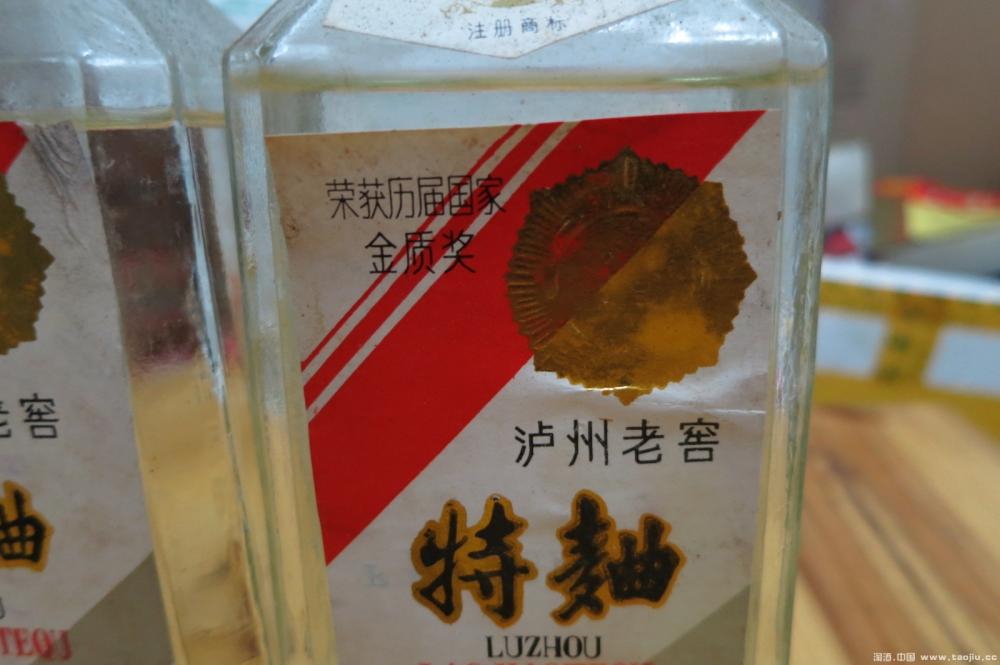 注册商标
荣获历届国家
金质奖
泸州老窖
特麯
LUZHOU
老窖
麯
TEQU
淘酒.中国 www.taojiu.cc